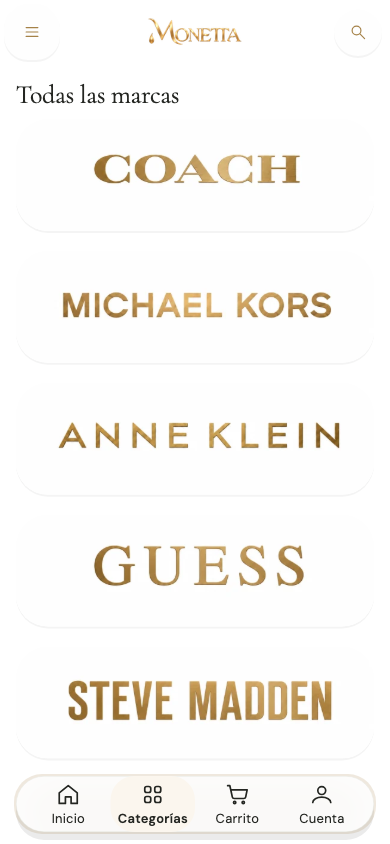 MONETTA
Todas las marcas
COACH
MICHAEL KORS
ANNE KLEIN
GUESS
STEVE MADDEN
Inicio
Categorías
Carrito
Cuenta